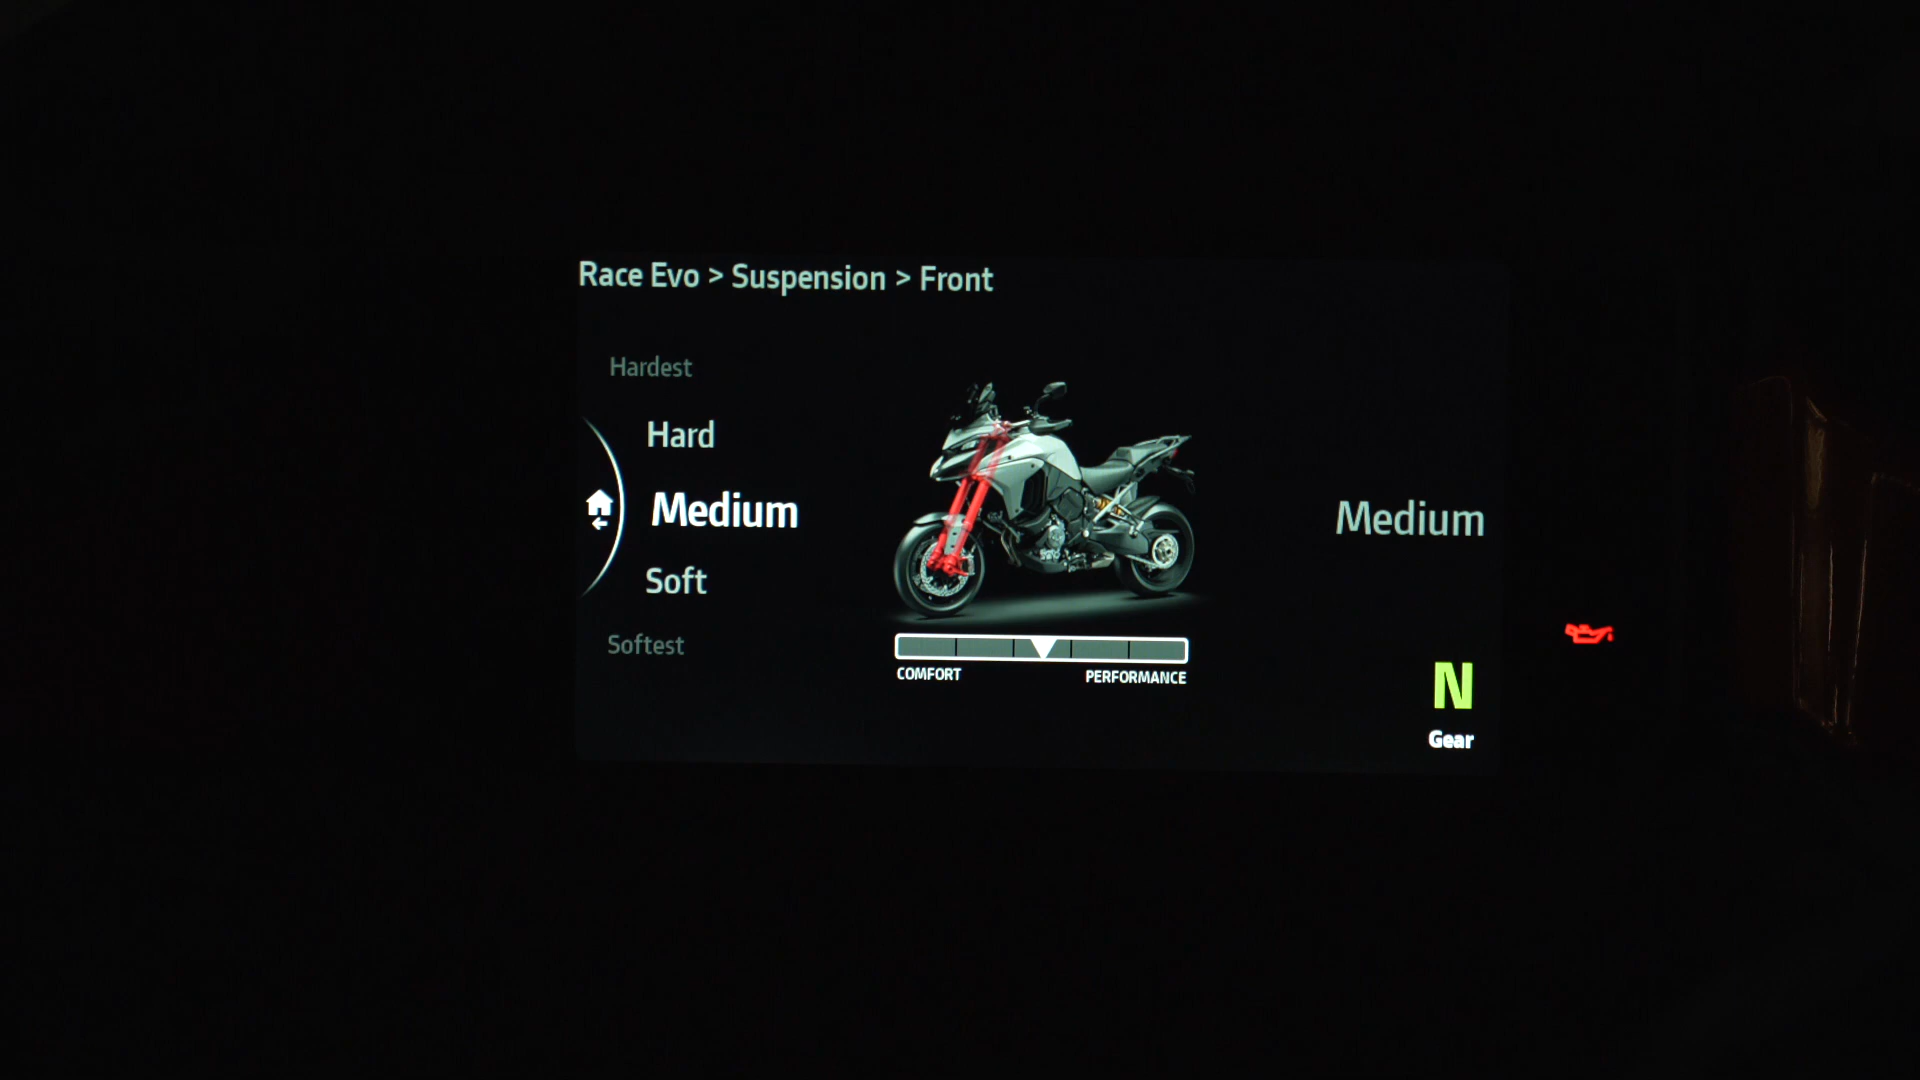 Race Evo > Suspension > Front
Hardest
Hard
Medium
Soft
Softest
Medium
COMFORT
PERFORMANCE
N
Gear